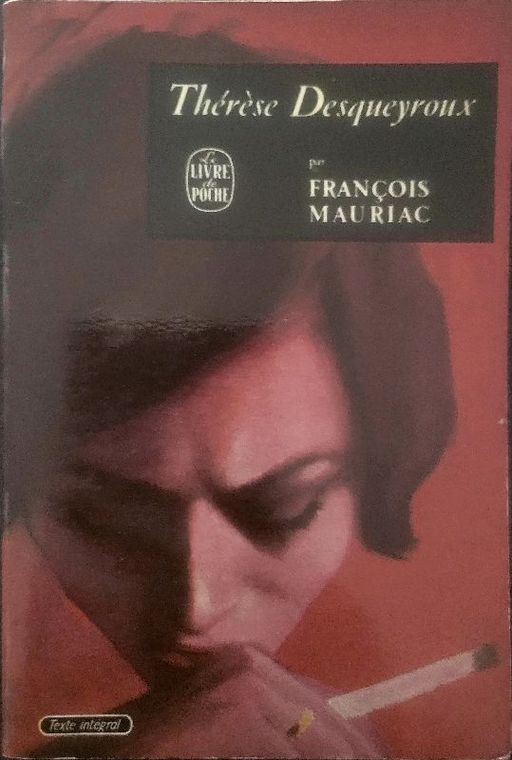 Thérèse Desqueyroux
Le
LIVRE
de
POCHE
par
FRANÇOIS
MAURIAC
Texte intégral